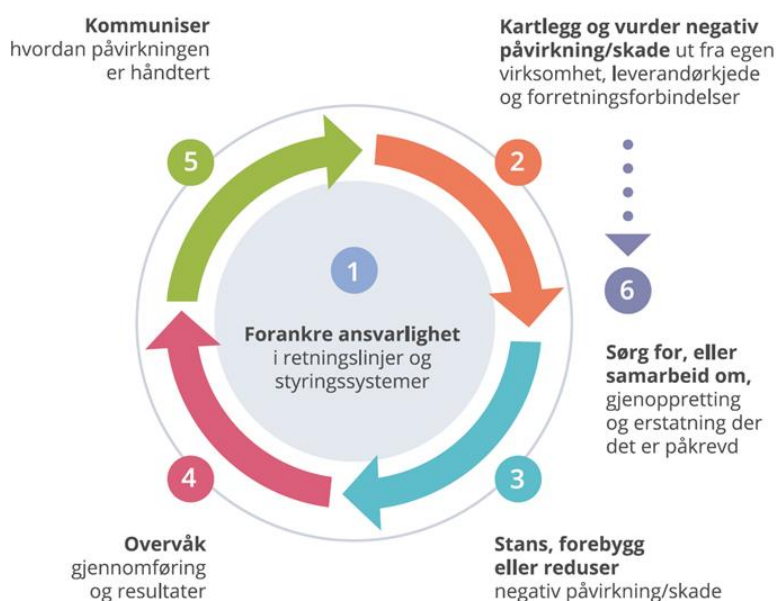 Kommuniser
hvordan påvirkningen
er håndtert
5
Kartlegg og vurder negativ
påvirkning/skade ut fra egen
virksomhet, leverandørkjede
og forretningsforbindelser
2
1
Forankre ansvarlighet
i retningslinjer og
styringssystemer
6
Sørg for, eller
samarbeid om,
gjenoppretting
og erstatning der
det er påkrevd
4
Overvåk
gjennomføring
og resultater
3
Stans, forebygg
eller reduser
negativ påvirkning/skade